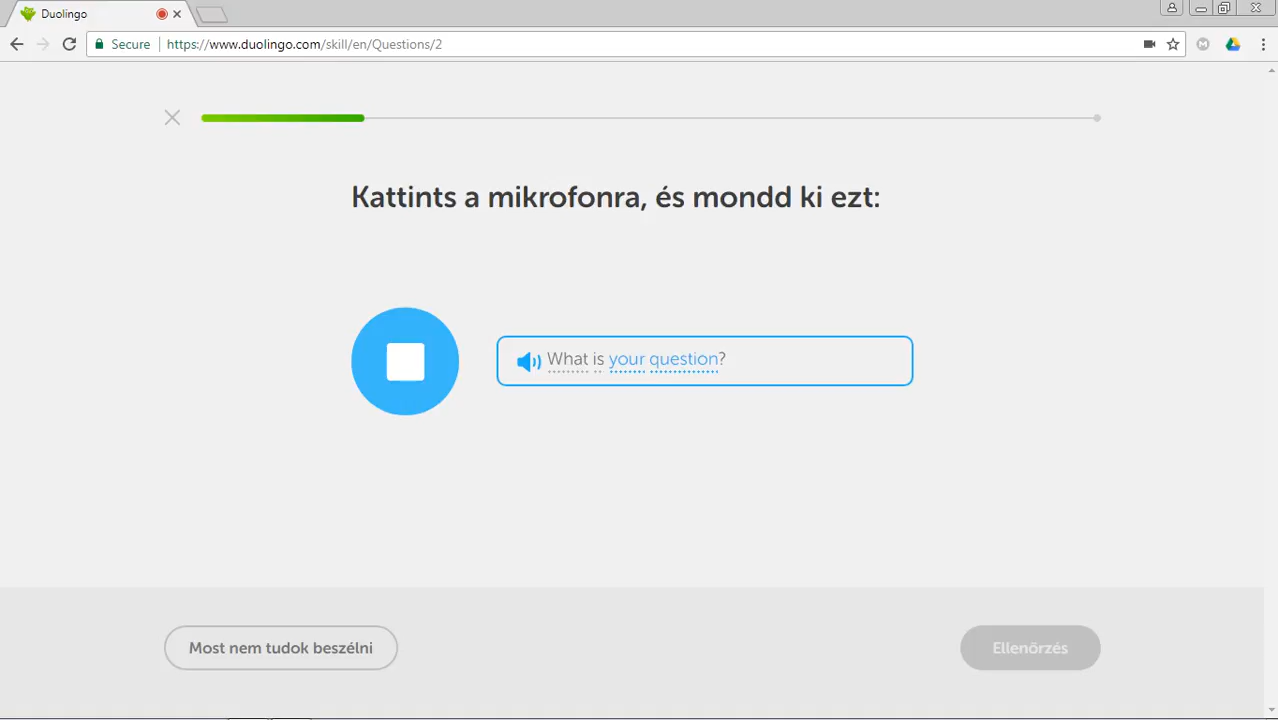 Duolingo
Secure https://www.duolingo.com/skill/en/Questions/2
Kattints a mikrofonra, és mondd ki ezt:
What is your question?
Most nem tudok beszélni
Ellenőrzés